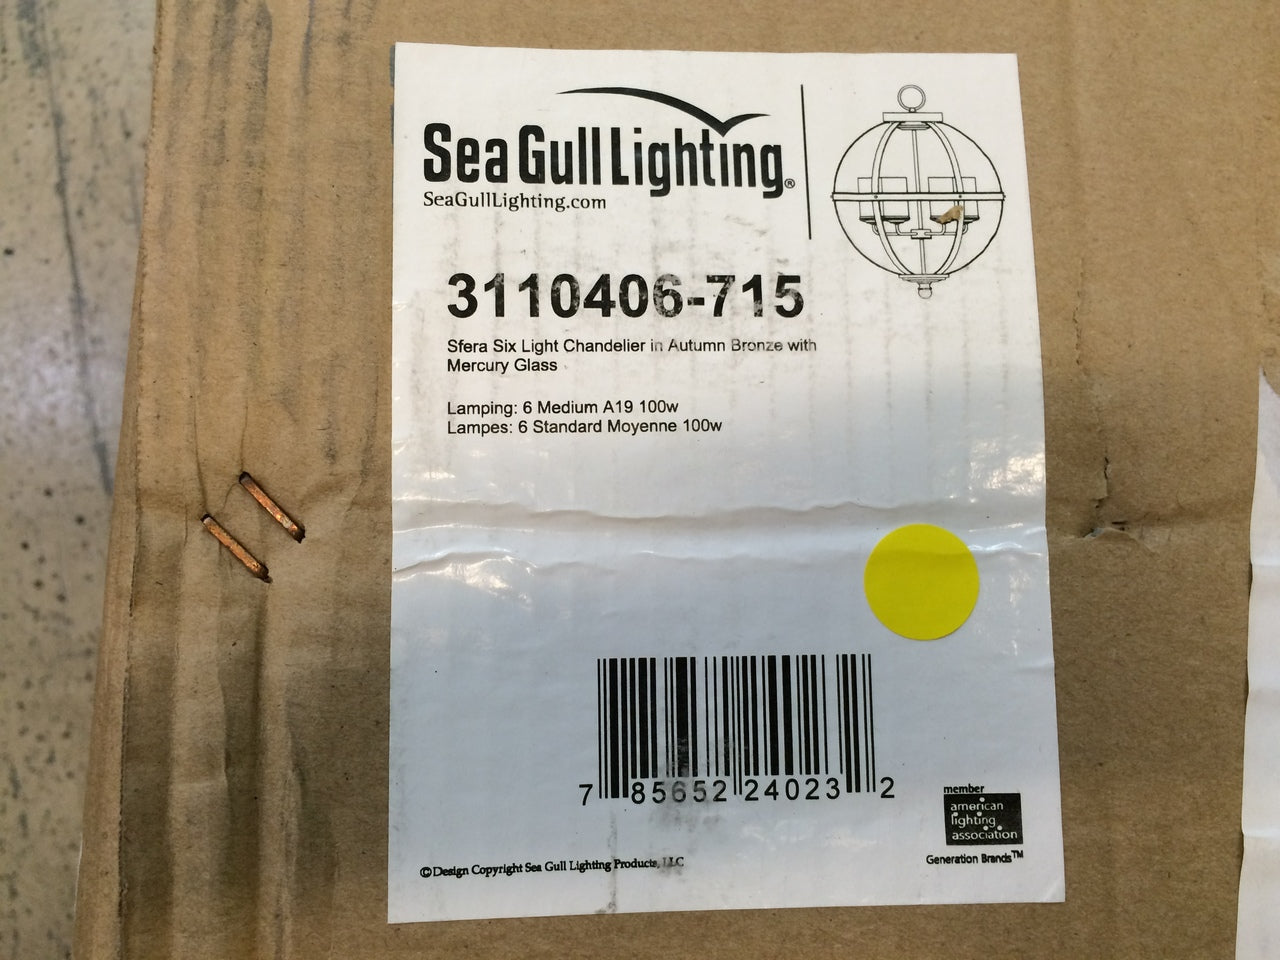 Sea Gull Lighting®
SeaGullLighting.com
3110406-715
Sfera Six Light Chandelier in Autumn Bronze with
Mercury Glass
Lamping: 6 Medium A19 100w
Lampes: 6 Standard Moyenne 100w
7 85652 24023 2
member
american
lighting
association
Generation Brands™
©Design Copyright Sea Gull Lighting Products, LLC